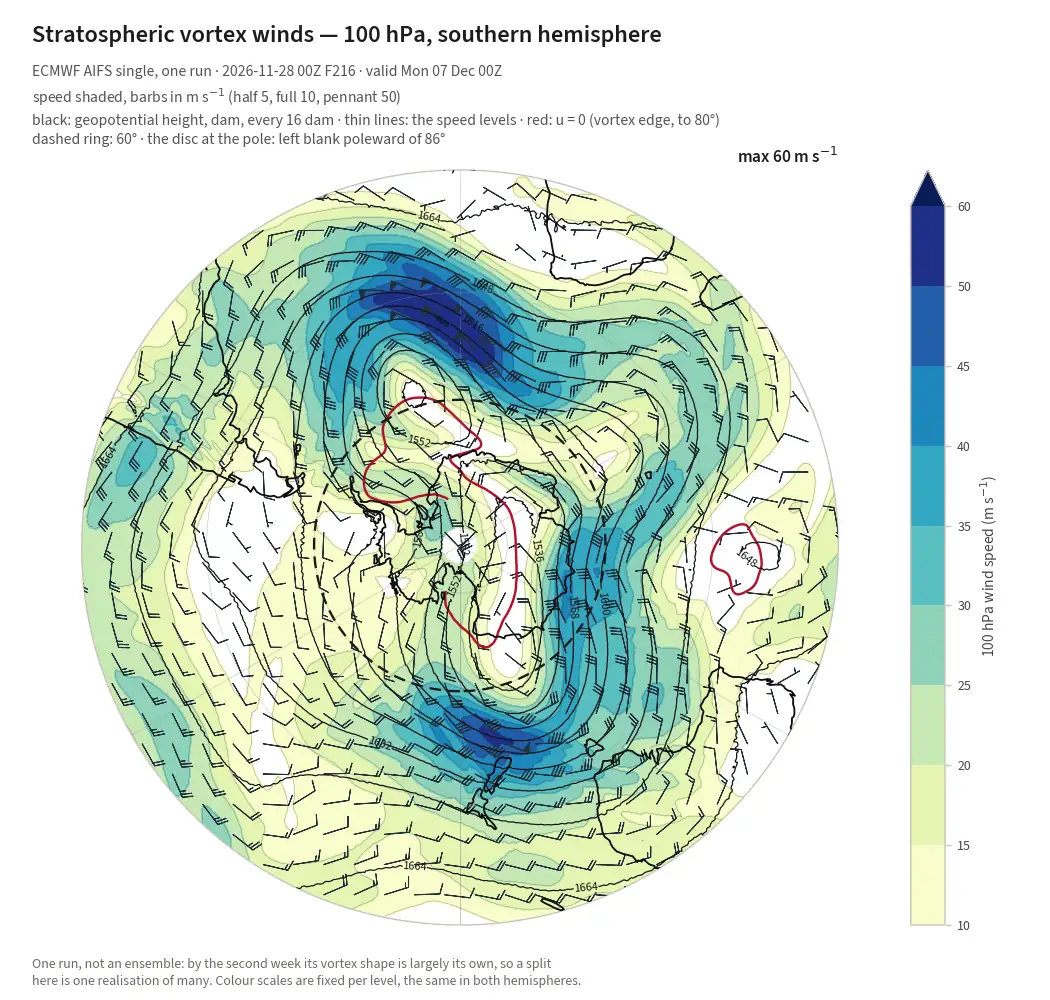 Stratospheric vortex winds — 100 hPa, southern hemisphere
ECMWF AIFS single, one run · 2026-11-28 00Z F216 · valid Mon 07 Dec 00Z
speed shaded, barbs in m s⁻¹ (half 5, full 10, pennant 50)
black: geopotential height, dam, every 16 dam · thin lines: the speed levels · red: u = 0 (vortex edge, to 80°)
dashed ring: 60° · the disc at the pole: left blank poleward of 86°
max 60 m s⁻¹
60
50
45
40
35
30
25
20
15
10
100 hPa wind speed (m s⁻¹)
1664
1648
1616
1552
1664
1536
1648
1552
1568
1600
1632
1664
1664
One run, not an ensemble: by the second week its vortex shape is largely its own, so a split
here is one realisation of many. Colour scales are fixed per level, the same in both hemispheres.